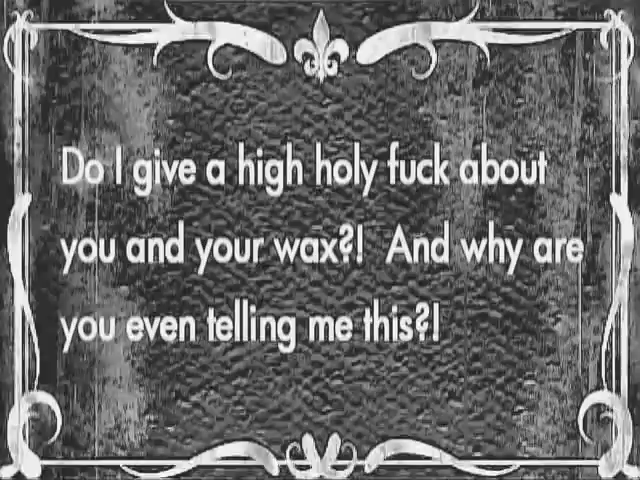 Do I give a high holy fuck about
you and your wax?!  And why are
you even telling me this?!